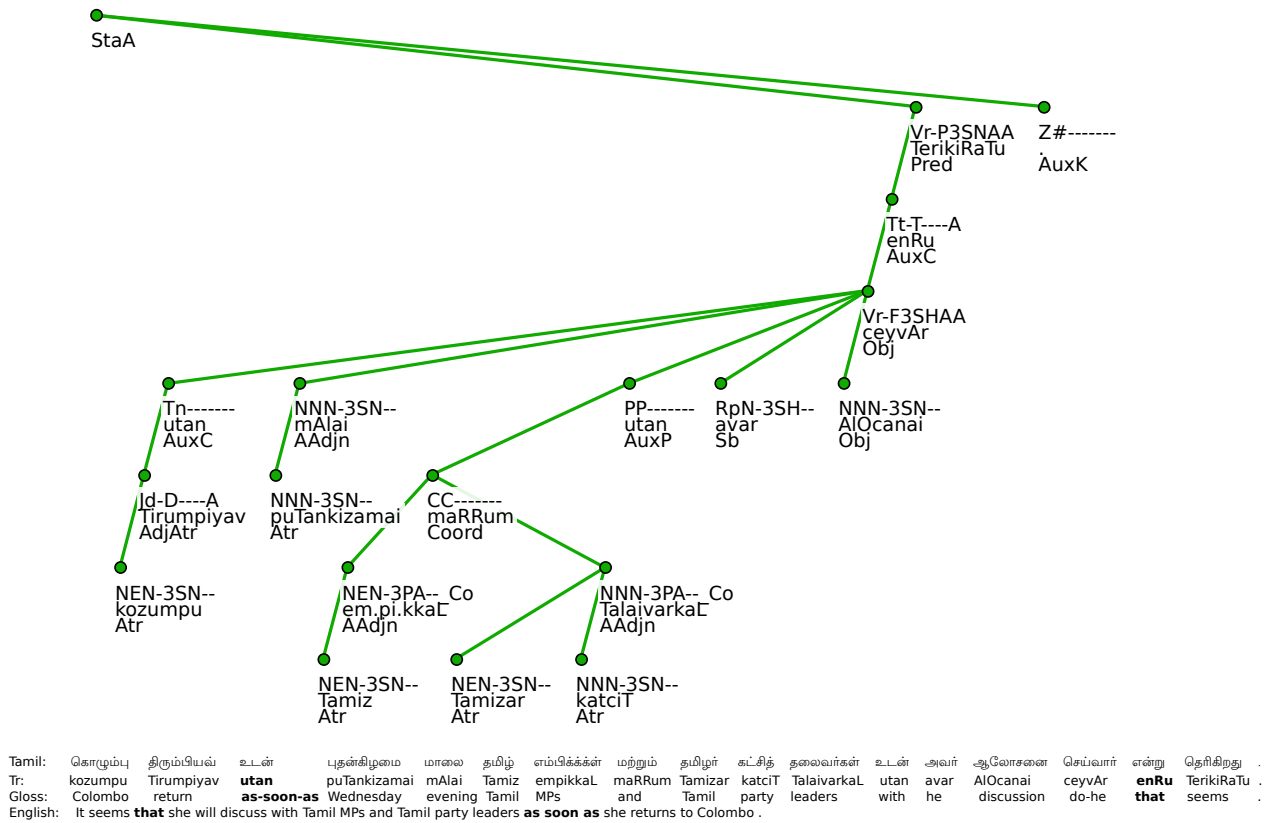 StaA
Vr-P3SNAA
TerikiRaTu
Pred
Z#-------
.
AuxK
Tt-T----A
enRu
AuxC
Vr-F3SHAA
ceyvAr
Obj
Tn-------
utan
AuxC
NNN-3SN--
mAlai
AAdjn
PP-------
utan
AuxP
RpN-3SH--
avar
Sb
NNN-3SN--
AlOcanai
Obj
Jd-D----A
Tirumpiyav
AdjAtr
NNN-3SN--
puTankizamai
Atr
CC-------
maRRum
Coord
NEN-3SN--
kozumpu
Atr
NEN-3PA--_Co
em.pi.kkaL
AAdjn
NNN-3PA--_Co
TalaivarkaL
AAdjn
NEN-3SN--
Tamiz
Atr
NEN-3SN--
Tamizar
Atr
NNN-3SN--
katciT
Atr
Tamil: கொழும்பு திரும்பியவ் உடன் புதன்கிழமை மாலை தமிழ் எம்பிக்க்கள் மற்றும் தமிழர் கட்சித் தலைவர்கள் உடன் அவர் ஆலோசனை செய்வார் என்று தெரிகிறது .
Tr: kozumpu Tirumpiyav utan puTankizamai mAlai Tamiz empikkaL maRRum Tamizar katciT TalaivarkaL utan avar AlOcanai ceyvAr enRu TerikiRaTu .
Gloss: Colombo return as-soon-as Wednesday evening Tamil MPs and Tamil party leaders with he discussion do-he that seems .
English: It seems that she will discuss with Tamil MPs and Tamil party leaders as soon as she returns to Colombo .